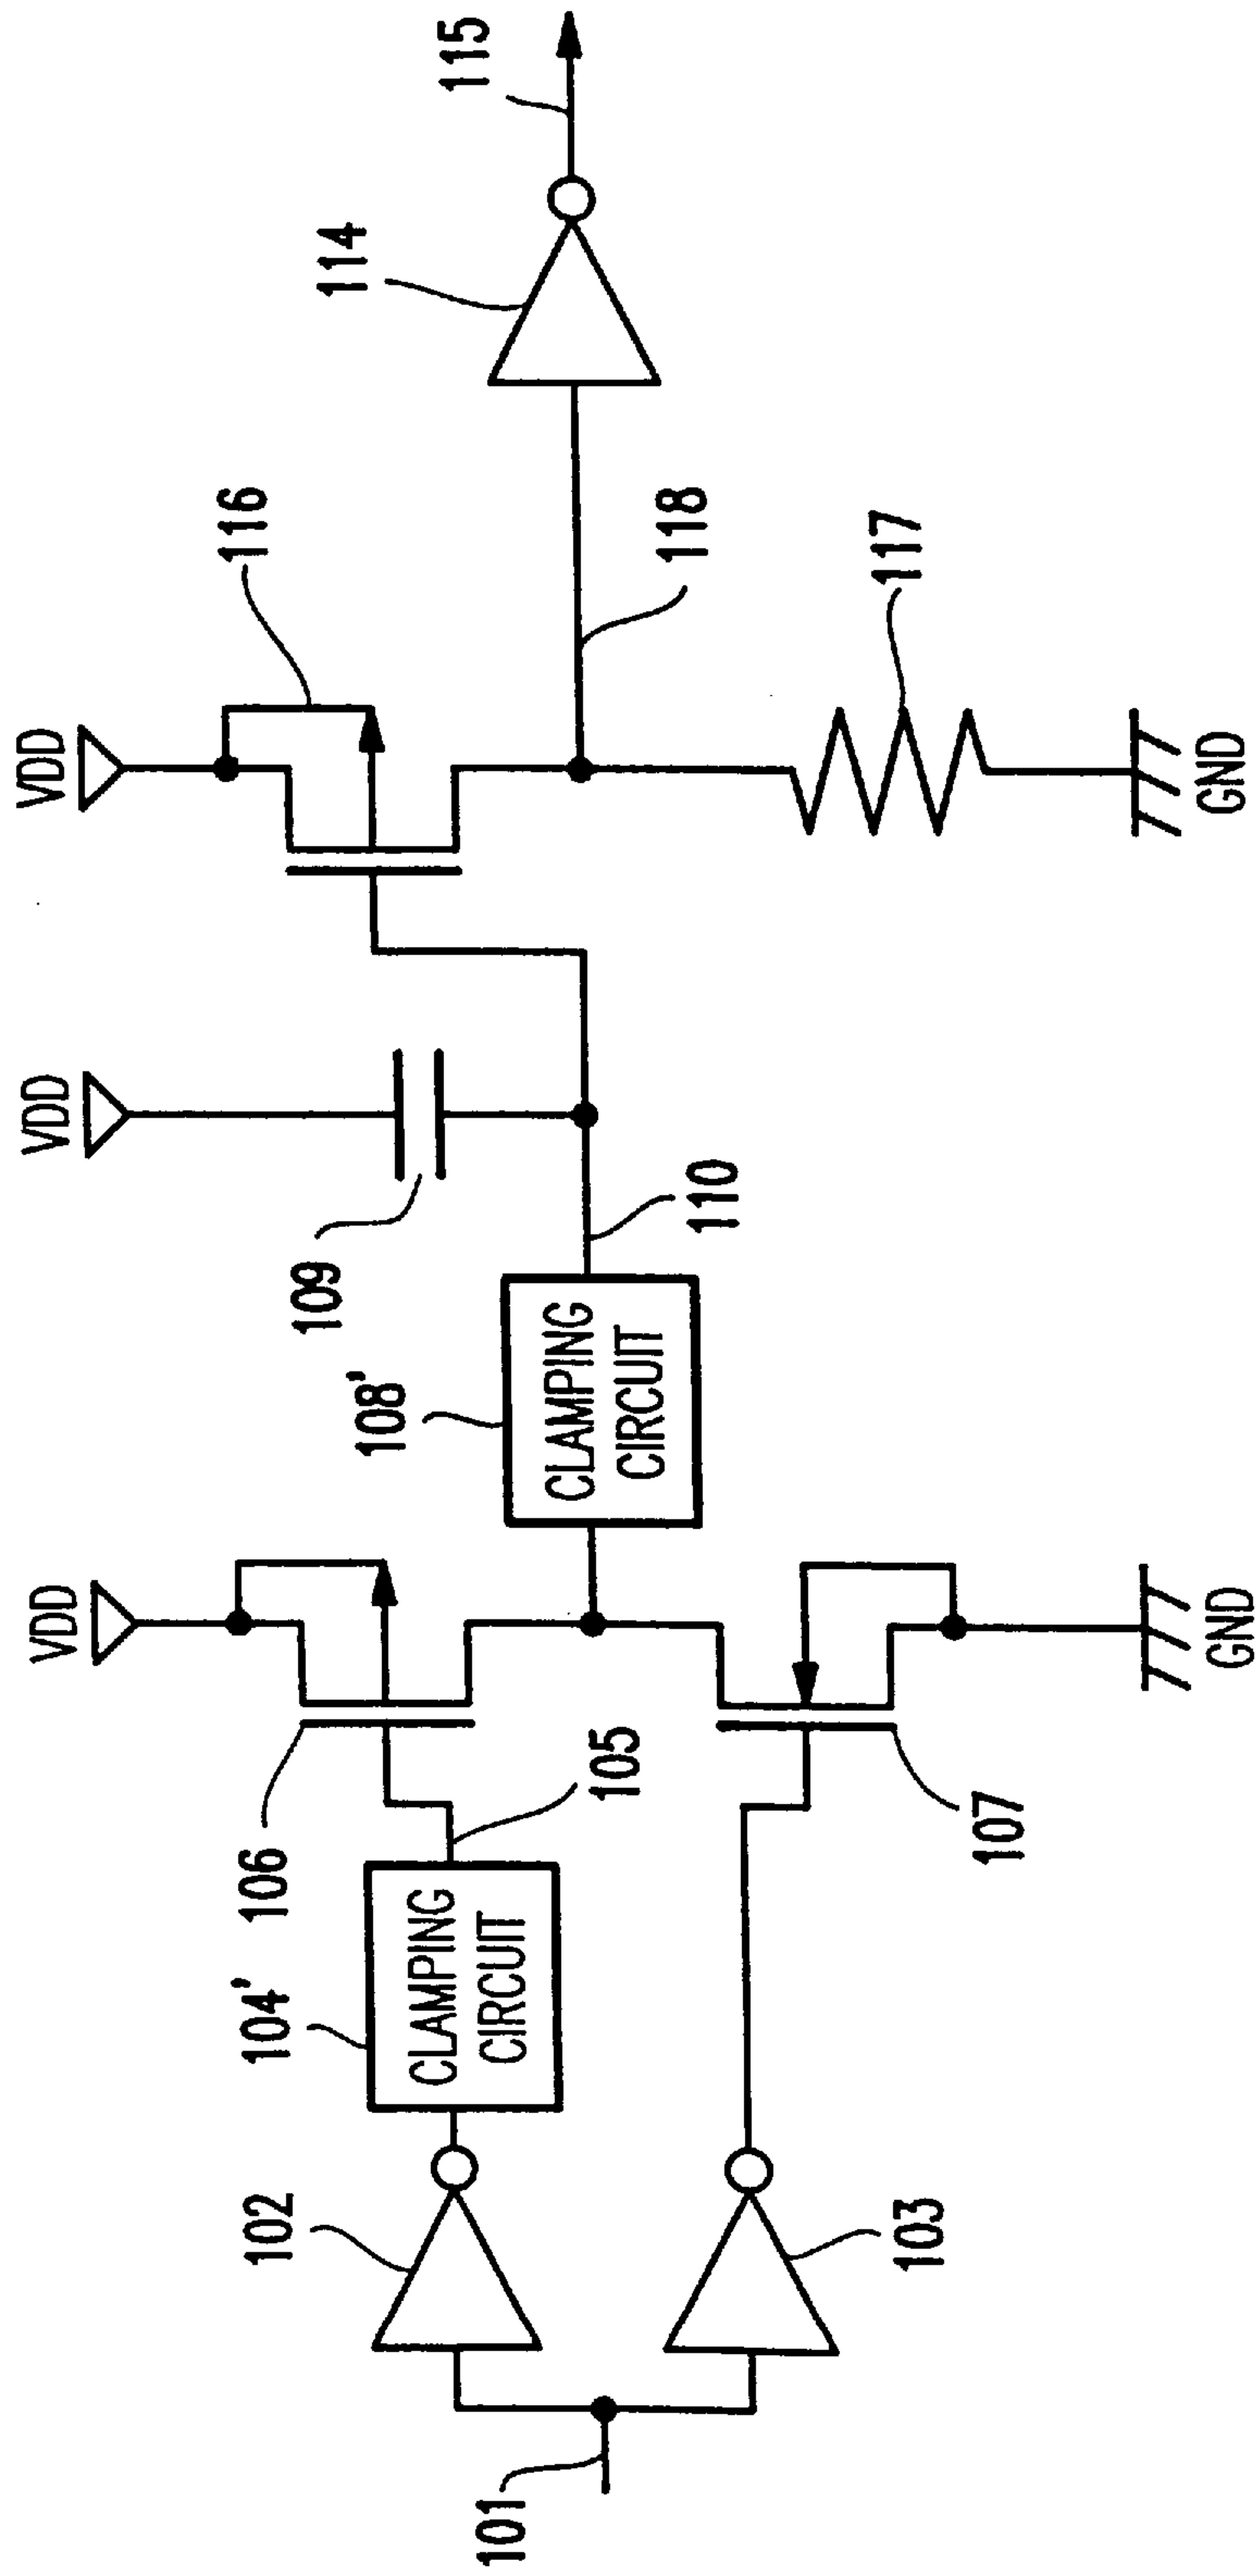 VDD
VDD
VDD
116
114
115
109
106
104'
108'
CLAMPING
CIRCUIT
CLAMPING
CIRCUIT
102
105
110
118
117
101
103
107
GND
GND